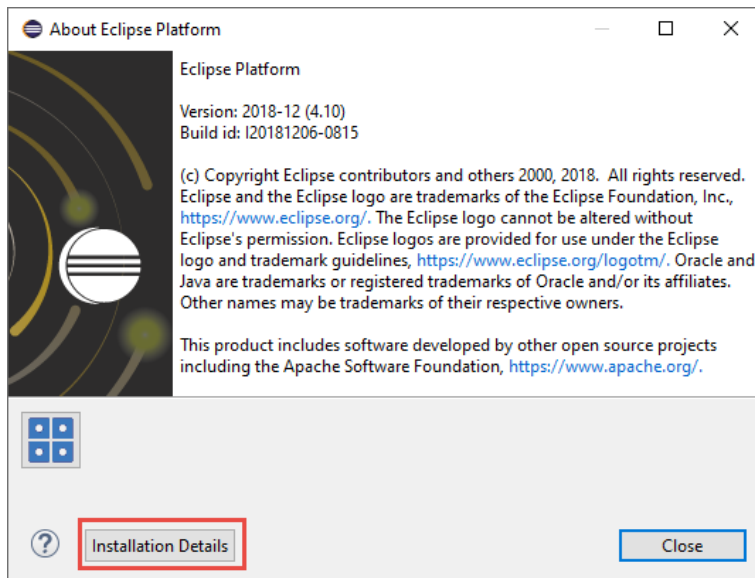 About Eclipse Platform
Eclipse Platform
Version: 2018-12 (4.10)
Build id: I20181206-0815
(c) Copyright Eclipse contributors and others 2000, 2018.  All rights reserved.
Eclipse and the Eclipse logo are trademarks of the Eclipse Foundation, Inc.,
https://www.eclipse.org/. The Eclipse logo cannot be altered without
Eclipse's permission. Eclipse logos are provided for use under the Eclipse
logo and trademark guidelines, https://www.eclipse.org/logotm/. Oracle and
Java are trademarks or registered trademarks of Oracle and/or its affiliates.
Other names may be trademarks of their respective owners.
This product includes software developed by other open source projects
including the Apache Software Foundation, https://www.apache.org/.
?
Installation Details
Close